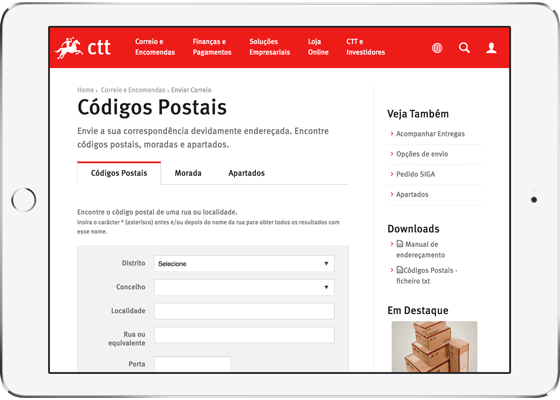 ctt
Correio e
Encomendas
Finanças e
Pagamentos
Soluções
Empresariais
Loja
Online
CTT e
Investidores
Home › Correio e Encomendas › Enviar Correio
Códigos Postais
Envie a sua correspondência devidamente endereçada. Encontre
códigos postais, moradas e apartados.
Códigos Postais
Morada
Apartados
Encontre o código postal de uma rua ou localidade.
Insira o carácter * (asterisco) antes e/ou depois do nome da rua para obter todos os resultados com
esse nome.
Distrito
Selecione
Concelho
Localidade
Rua ou
equivalente
Porta
Veja Também
› Acompanhar Entregas
› Opções de envio
› Pedido SIGA
› Apartados
Downloads
› Manual de
endereçamento
› Códigos Postais -
ficheiro txt
Em Destaque